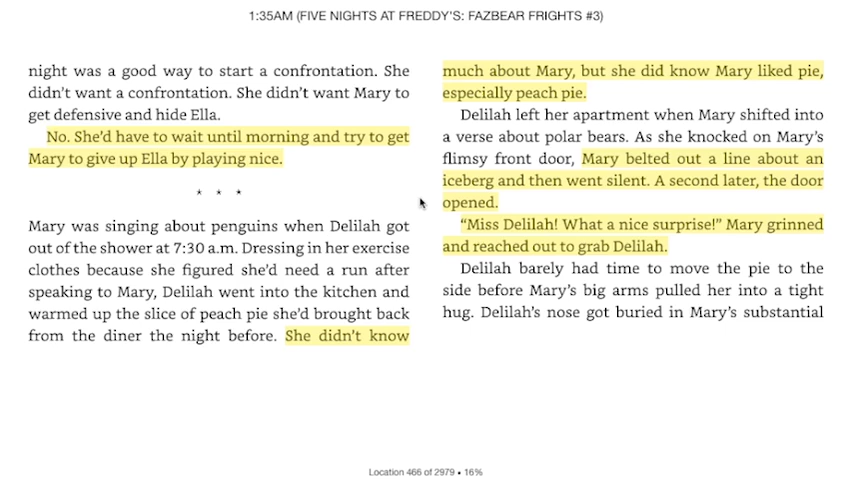 1:35AM (FIVE NIGHTS AT FREDDY'S: FAZBEAR FRIGHTS #3)
night was a good way to start a confrontation. She
didn't want a confrontation. She didn't want Mary to
get defensive and hide Ella.
No. She'd have to wait until morning and try to get
Mary to give up Ella by playing nice.
* * *
Mary was singing about penguins when Delilah got
out of the shower at 7:30 a.m. Dressing in her exercise
clothes because she figured she'd need a run after
speaking to Mary, Delilah went into the kitchen and
warmed up the slice of peach pie she'd brought back
from the diner the night before. She didn't know
much about Mary, but she did know Mary liked pie,
especially peach pie.
Delilah left her apartment when Mary shifted into
a verse about polar bears. As she knocked on Mary's
flimsy front door, Mary belted out a line about an
iceberg and then went silent. A second later, the door
opened.
“Miss Delilah! What a nice surprise!” Mary grinned
and reached out to grab Delilah.
Delilah barely had time to move the pie to the
side before Mary's big arms pulled her into a tight
hug. Delilah's nose got buried in Mary's substantial
Location 466 of 2979 • 16%